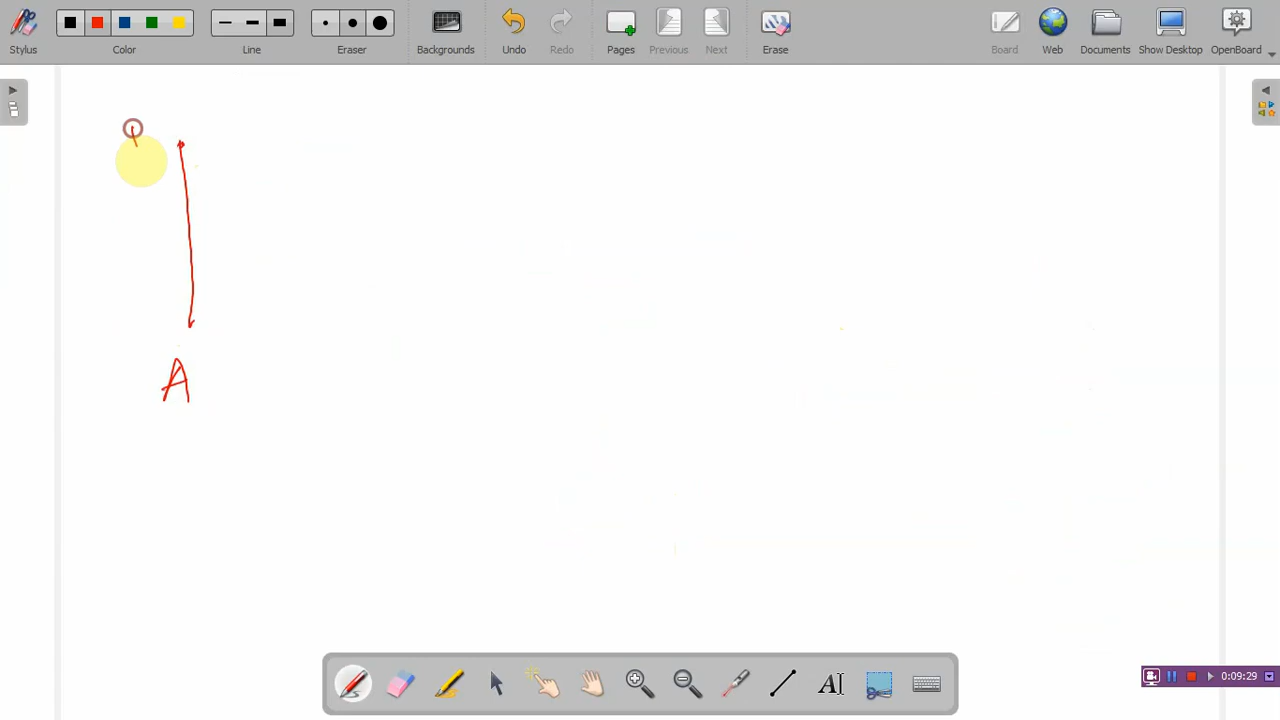 Stylus
Color
Line
Eraser
Backgrounds
Undo
Redo
Pages
Previous
Next
Erase
Board
Web
Documents
Show Desktop
OpenBoard
A
A
0:09:29